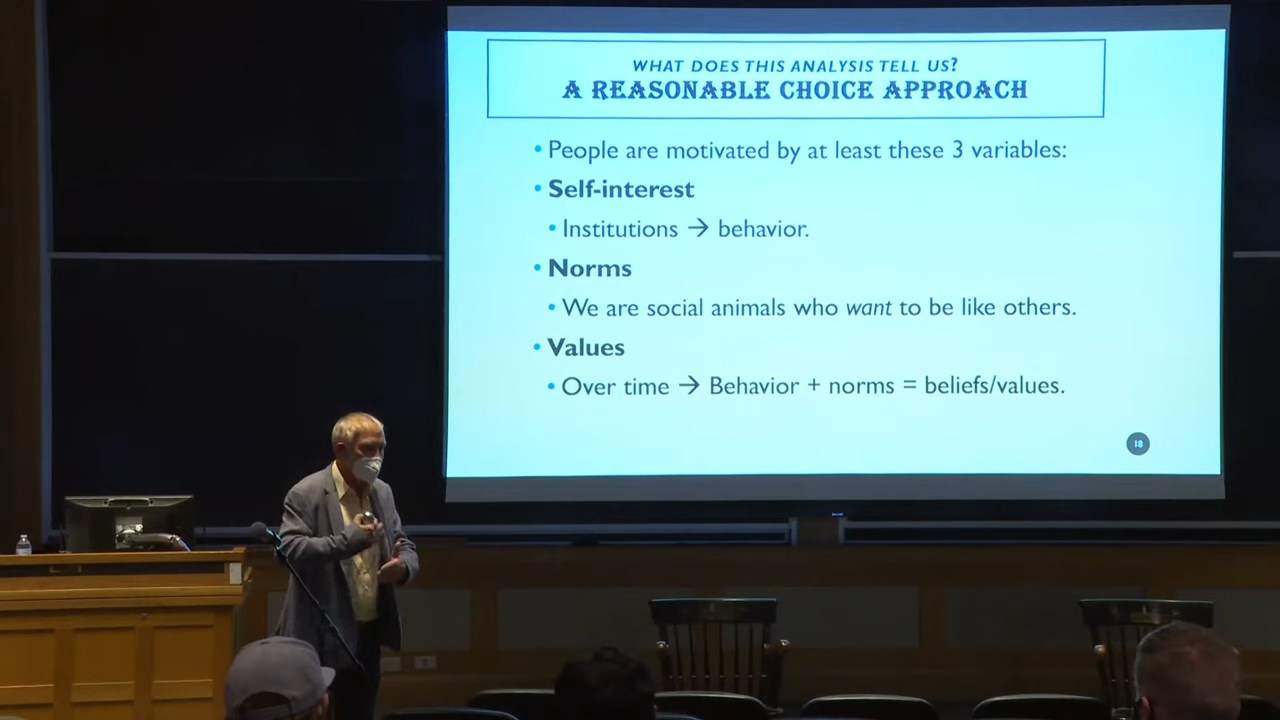 WHAT DOES THIS ANALYSIS TELL US?
A REASONABLE CHOICE APPROACH
• People are motivated by at least these 3 variables:
• Self-interest
• Institutions → behavior.
• Norms
• We are social animals who want to be like others.
• Values
• Over time → Behavior + norms = beliefs/values.
18